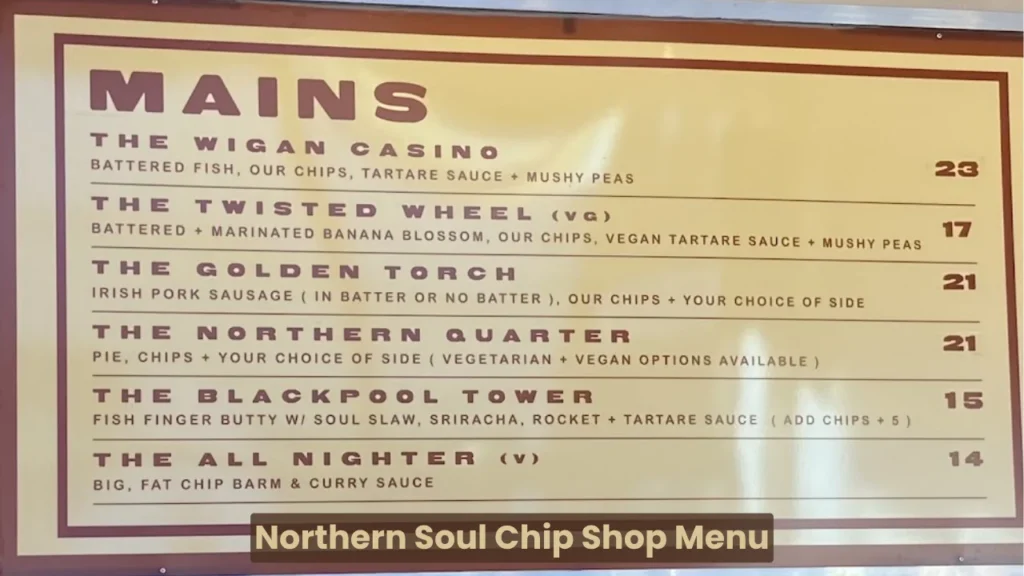 MAINS
THE WIGAN CASINO
BATTERED FISH, OUR CHIPS, TARTARE SAUCE + MUSHY PEAS
23
THE TWISTED WHEEL (VG)
BATTERED + MARINATED BANANA BLOSSOM, OUR CHIPS, VEGAN TARTARE SAUCE + MUSHY PEAS
17
THE GOLDEN TORCH
IRISH PORK SAUSAGE ( IN BATTER OR NO BATTER ), OUR CHIPS + YOUR CHOICE OF SIDE
21
THE NORTHERN QUARTER
PIE, CHIPS + YOUR CHOICE OF SIDE ( VEGETARIAN + VEGAN OPTIONS AVAILABLE )
21
THE BLACKPOOL TOWER
FISH FINGER BUTTY W/ SOUL SLAW, SRIRACHA, ROCKET + TARTARE SAUCE ( ADD CHIPS + 5 )
15
THE ALL NIGHTER (V)
BIG, FAT CHIP BARM & CURRY SAUCE
14
Northern Soul Chip Shop Menu